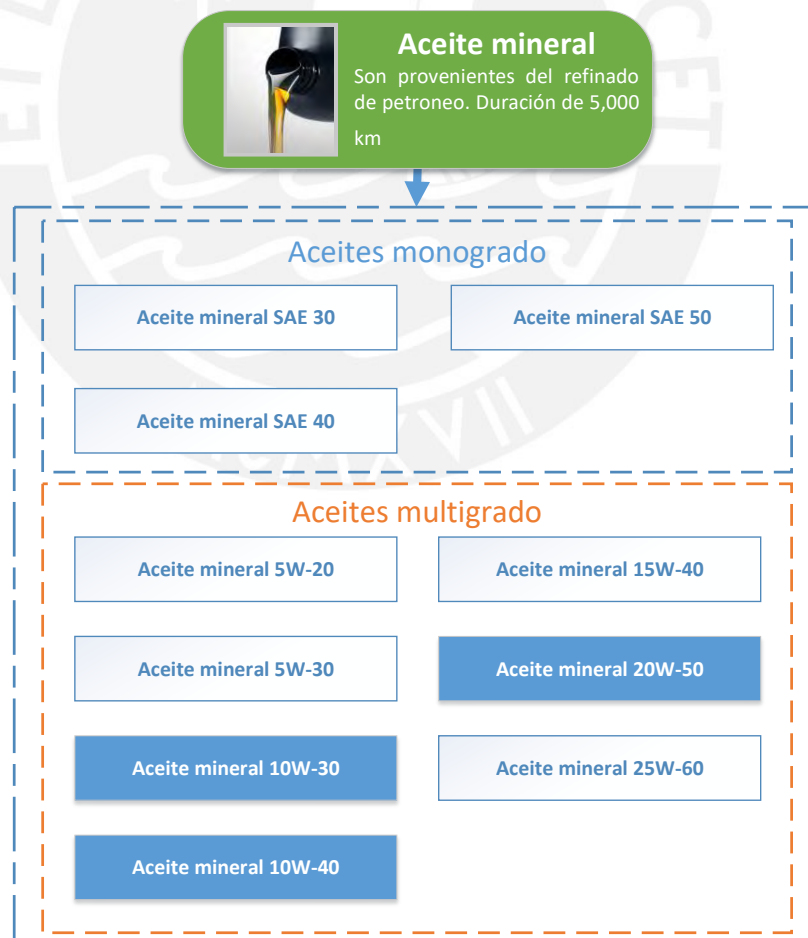 Aceite mineral
Son provenientes del refinado
de petroneo. Duración de 5,000
km
Aceites monogrado
Aceite mineral SAE 30
Aceite mineral SAE 50
Aceite mineral SAE 40
Aceites multigrado
Aceite mineral 5W-20
Aceite mineral 15W-40
Aceite mineral 5W-30
Aceite mineral 20W-50
Aceite mineral 10W-30
Aceite mineral 25W-60
Aceite mineral 10W-40